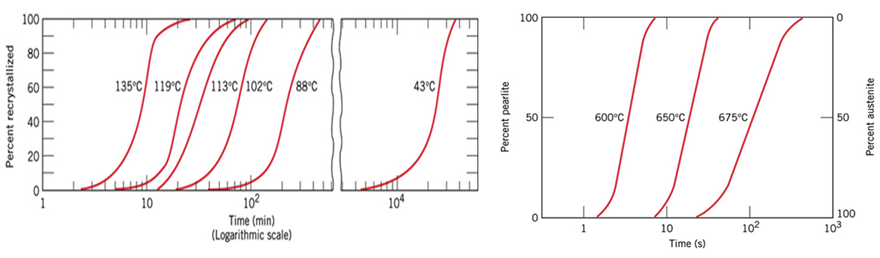 Percent recrystallized
100
80
60
40
20
0
135°C 119°C 113°C 102°C 88°C 43°C
1 10 10² 10⁴
Time (min)
(Logarithmic scale)
Percent pearlite
100
50
0
600°C 650°C 675°C
1 10 10² 10³
Time (s)
0
50
100
Percent austenite